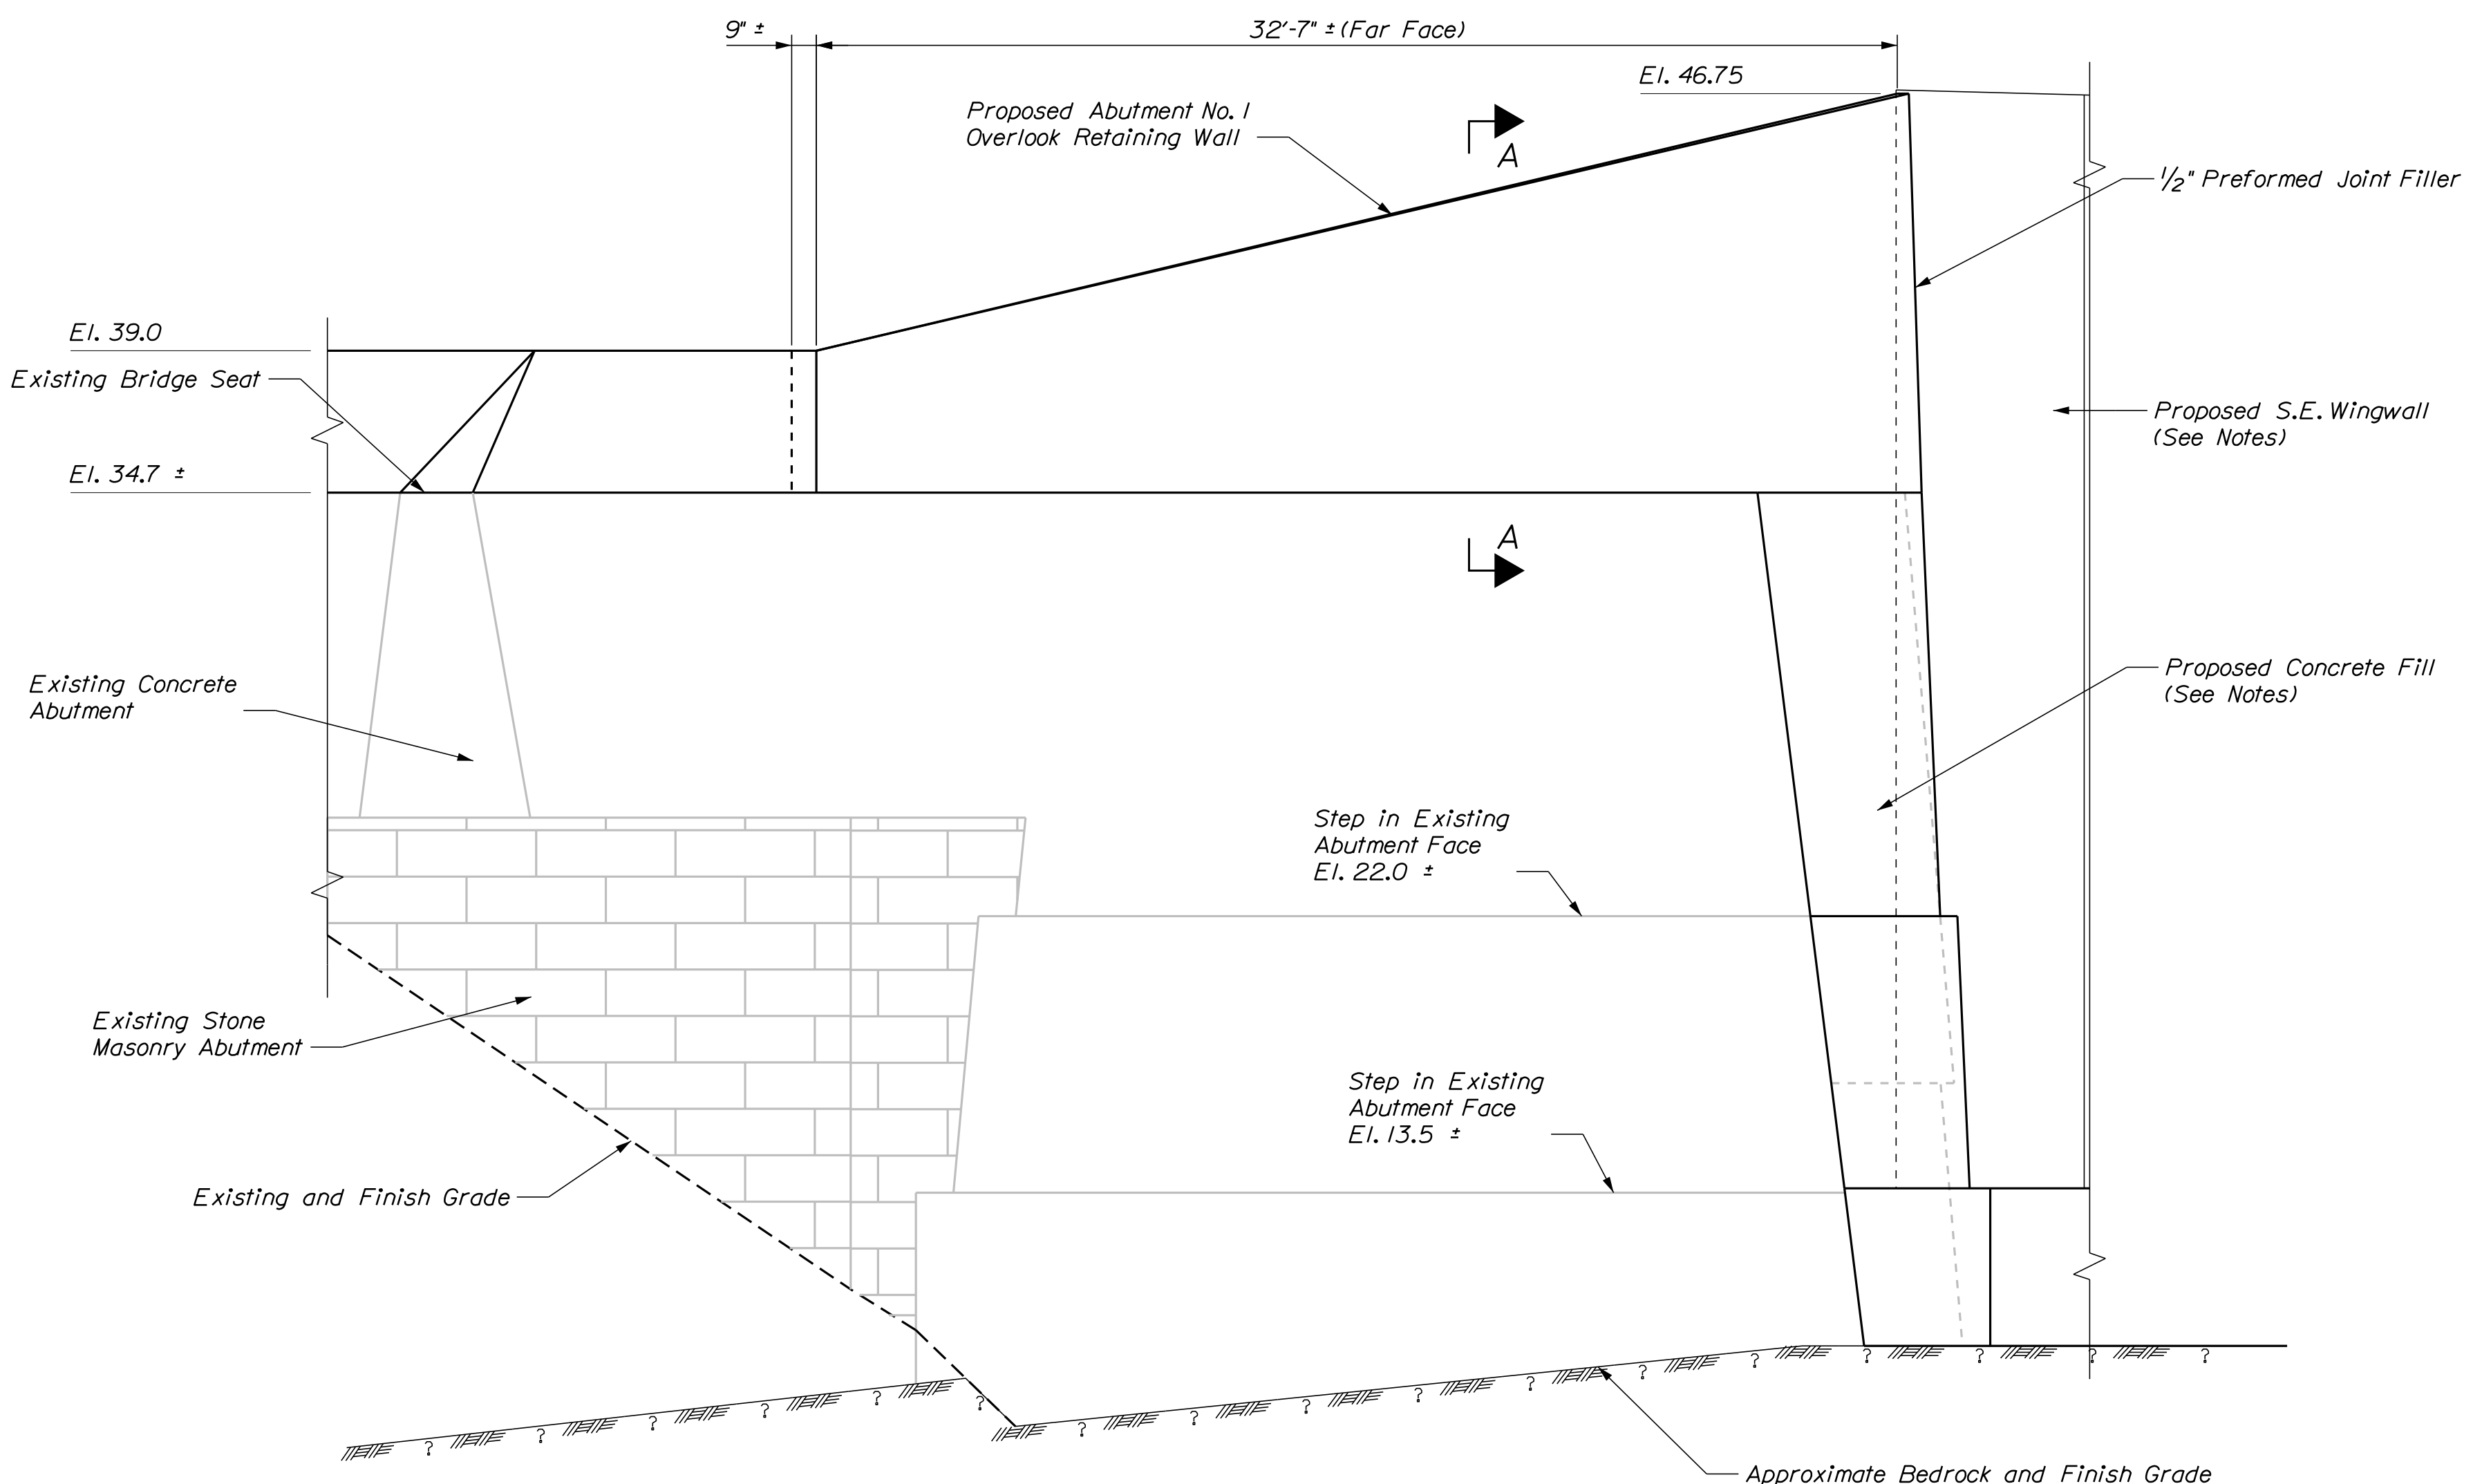 9" ±
32'-7" ± (Far Face)
El. 46.75
Proposed Abutment No. 1
Overlook Retaining Wall
A
1/2" Preformed Joint Filler
El. 39.0
Existing Bridge Seat
Proposed S.E. Wingwall
(See Notes)
El. 34.7 ±
A
Existing Concrete
Abutment
Proposed Concrete Fill
(See Notes)
Step in Existing
Abutment Face
El. 22.0 ±
Existing Stone
Masonry Abutment
Step in Existing
Abutment Face
El. 13.5 ±
Existing and Finish Grade
? ? ? ?
? ? ? ? ? ? ? ? ? ? ? ? ? ?
Approximate Bedrock and Finish Grade